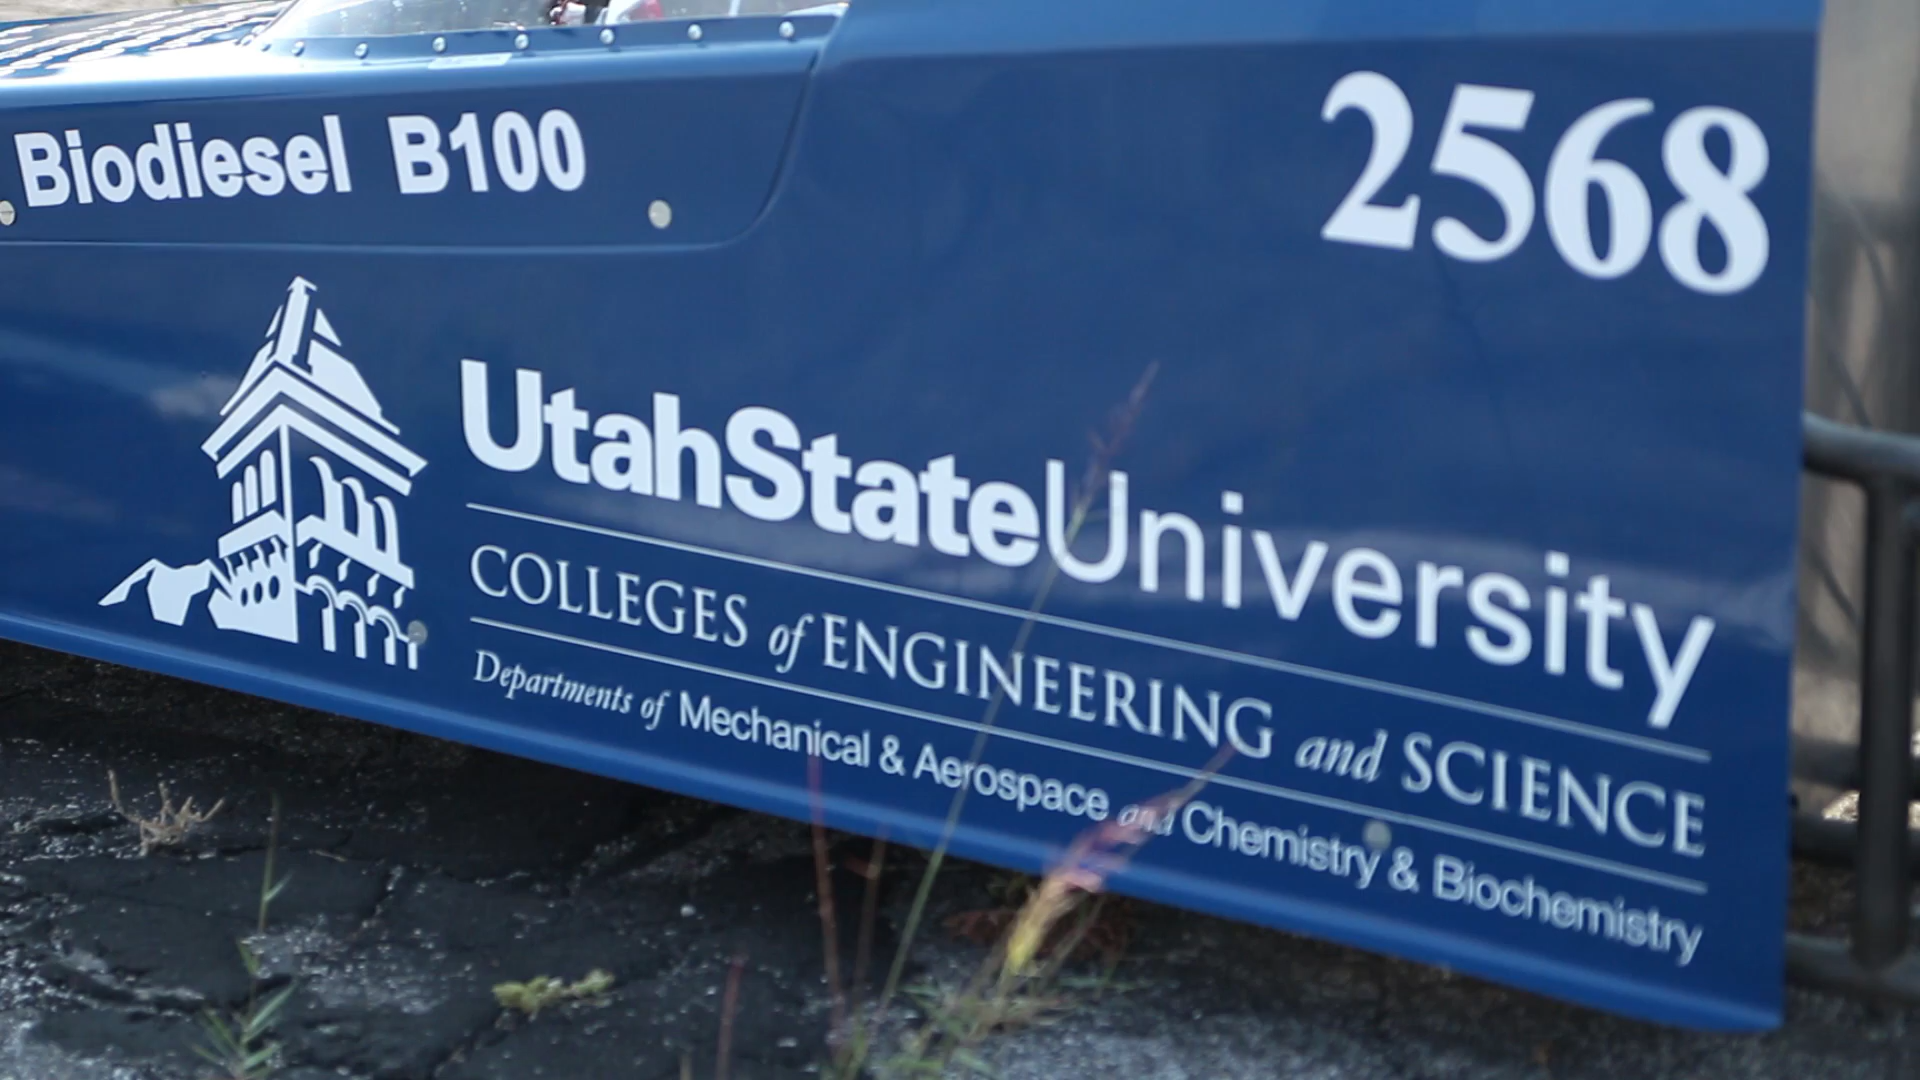 Biodiesel B100
2568
UtahStateUniversity
COLLEGES of ENGINEERING and SCIENCE
Departments of Mechanical & Aerospace and Chemistry & Biochemistry